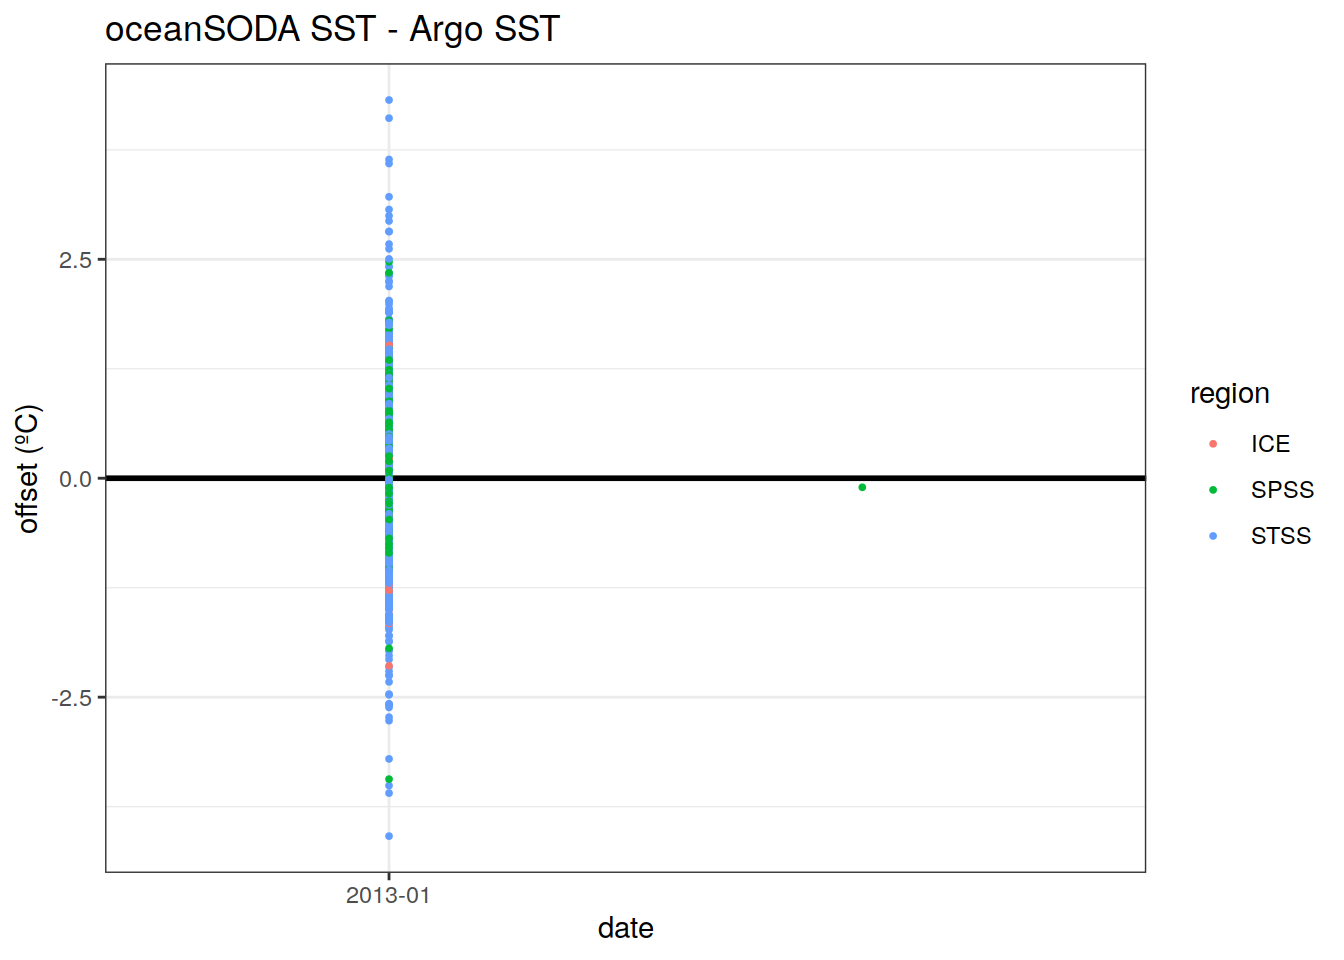 oceanSODA SST - Argo SST
offset (ºC)
2.5
0.0
-2.5
2013-01
date
region
ICE
SPSS
STSS